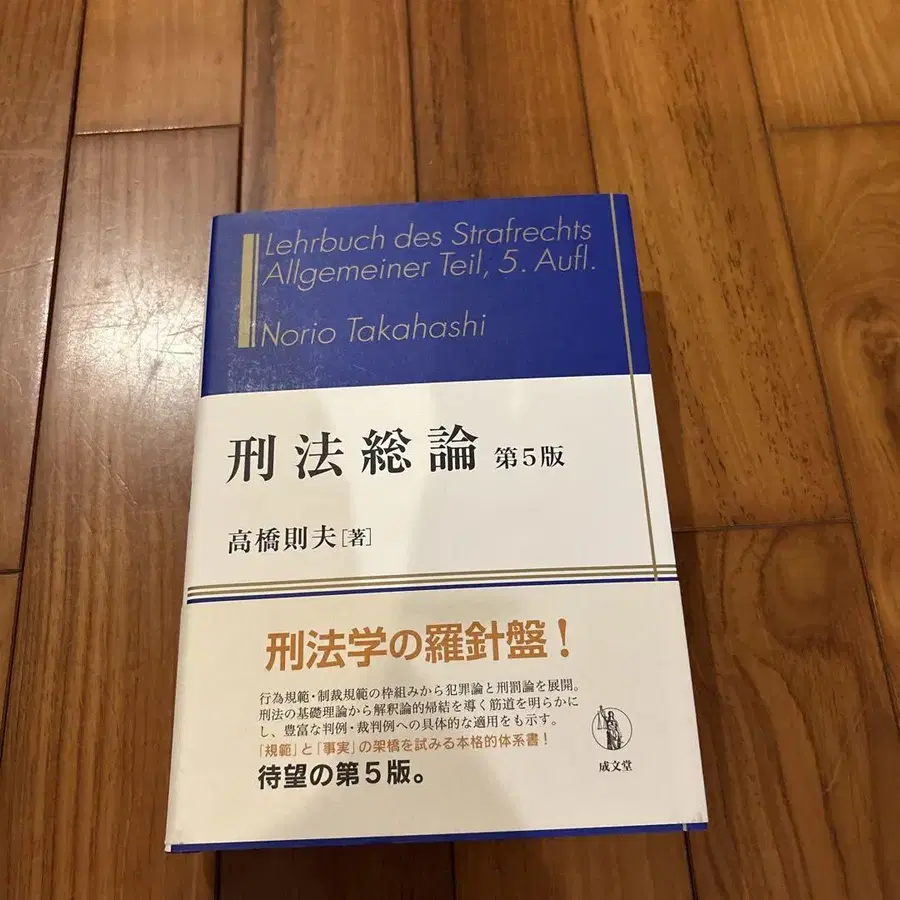 Lehrbuch des Strafrechts
Allgemeiner Teil, 5. Aufl.
Norio Takahashi
刑法総論 第5版
高橋則夫[著]
刑法学の羅針盤!
行為規範・制裁規範の枠組みから犯罪論と刑罰論を展開。
刑法の基礎理論から解釈論的帰結を導く筋道を明らかに
し、豊富な判例・裁判例への具体的な適用をも示す。
「規範」と「事実」の架橋を試みる本格的体系書!
待望の第5版。
成文堂